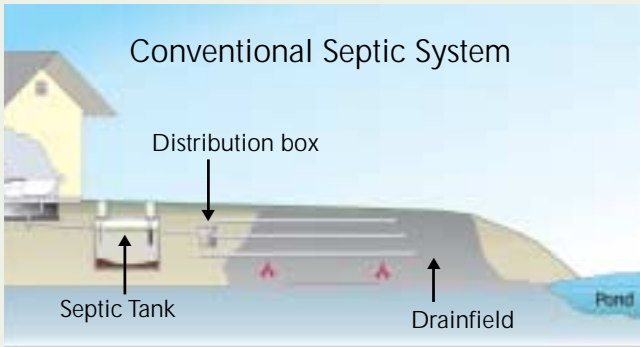 Conventional Septic System
Distribution box
Septic Tank
Drainfield
Pond